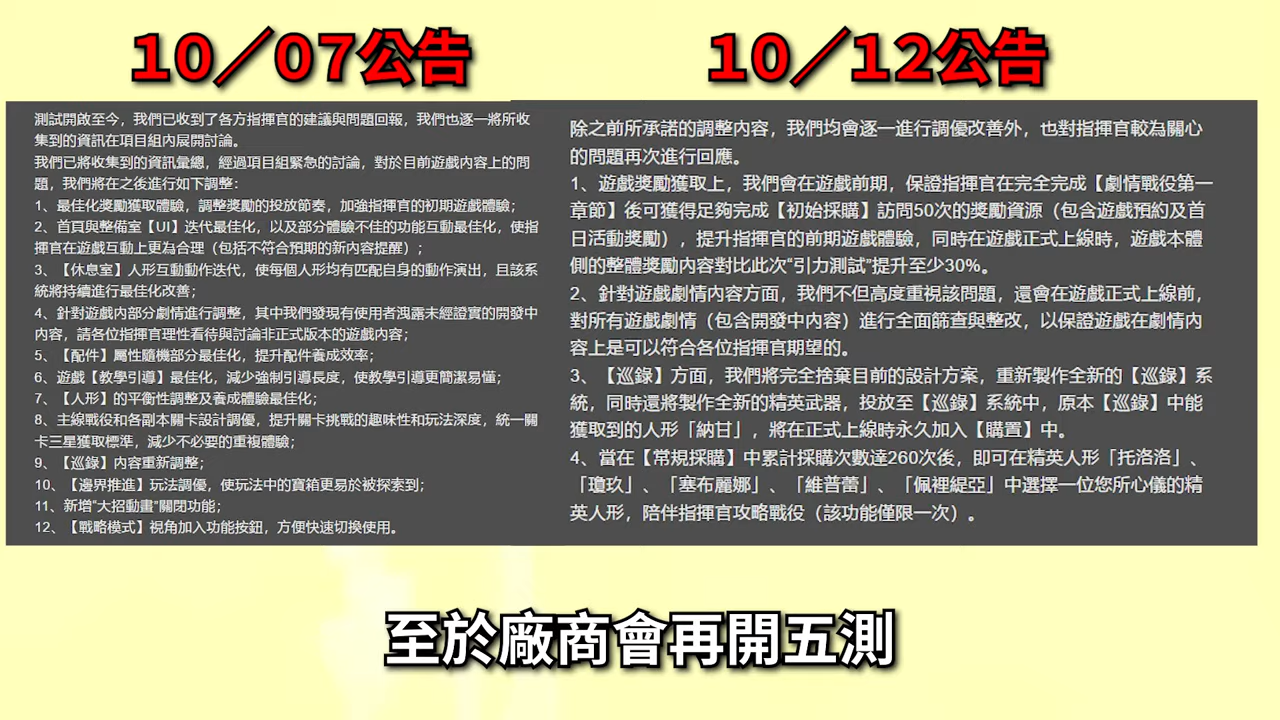 10／07公告
測試開啟至今，我們已收到了各方指揮官的建議與問題回報，我們也逐一將所收
集到的資訊在項目組內展開討論。
我們已將收集到的資訊彙總，經過項目組緊急的討論，對於目前遊戲內容上的問
題，我們將在之後進行如下調整：
1、最佳化獎勵獲取體驗，調整獎勵的投放節奏，加強指揮官的初期遊戲體驗；
2、首頁與整備室【UI】迭代最佳化，以及部分體驗不佳的功能互動最佳化，使指
揮官在遊戲互動上更為合理（包括不符合預期的新內容提醒）；
3、【休息室】人形互動動作迭代，使每個人形均有匹配自身的動作演出，且該系
統將持續進行最佳化改善；
4、針對遊戲內部分劇情進行調整，其中我們發現有使用者洩露未經證實的開發中
內容，請各位指揮官理性看待與討論非正式版本的遊戲內容；
5、【配件】屬性隨機部分最佳化，提升配件養成效率；
6、遊戲【教學引導】最佳化，減少強制引導長度，使教學引導更簡潔易懂；
7、【人形】的平衡性調整及養成體驗最佳化；
8、主線戰役和各副本關卡設計調優，提升關卡挑戰的趣味性和玩法深度，統一關
卡三星獲取標準，減少不必要的重複體驗；
9、【巡錄】內容重新調整；
10、【邊界推進】玩法調優，使玩法中的寶箱更易於被探索到；
11、新增“大招動畫”關閉功能；
12、【戰略模式】視角加入功能按鈕，方便快速切換使用。
10／12公告
除之前所承諾的調整內容，我們均會逐一進行調優改善外，也對指揮官較為關心
的問題再次進行回應。
1、遊戲獎勵獲取上，我們會在遊戲前期，保證指揮官在完全完成【劇情戰役第一
章節】後可獲得足夠完成【初始採購】訪問50次的獎勵資源（包含遊戲預約及首
日活動獎勵），提升指揮官的前期遊戲體驗，同時在遊戲正式上線時，遊戲本體
側的整體獎勵內容對比此次“引力測試”提升至少30%。
2、針對遊戲劇情內容方面，我們不但高度重視該問題，還會在遊戲正式上線前，
對所有遊戲劇情（包含開發中內容）進行全面篩查與整改，以保證遊戲在劇情內
容上是可以符合各位指揮官期望的。
3、【巡錄】方面，我們將完全捨棄目前的設計方案，重新製作全新的【巡錄】系
統，同時還將製作全新的精英武器，投放至【巡錄】系統中，原本【巡錄】中能
獲取到的人形「納甘」，將在正式上線時永久加入【購置】中。
4、當在【常規採購】中累計採購次數達260次後，即可在精英人形「托洛洛」、
「瓊玖」、「塞布麗娜」、「維普蕾」、「佩裡緹亞」中選擇一位您所心儀的精
英人形，陪伴指揮官攻略戰役（該功能僅限一次）。
至於廠商會再開五測